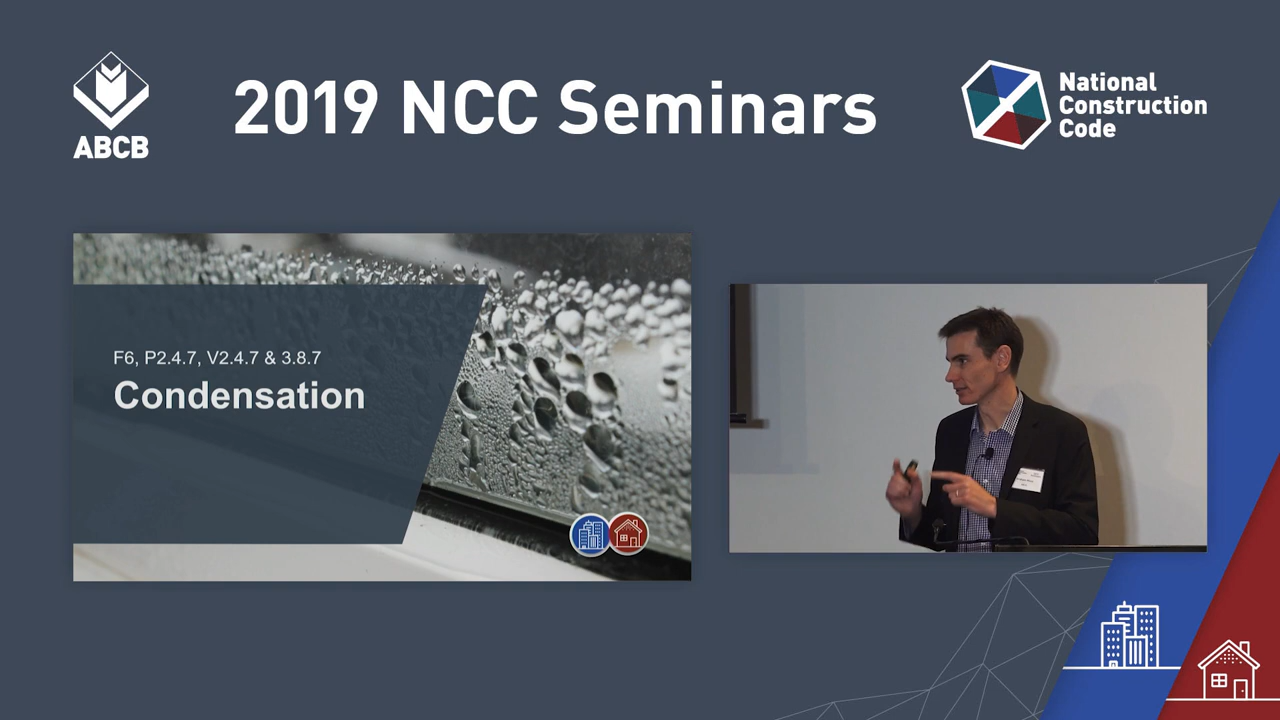 ABCB
2019 NCC Seminars
National
Construction
Code
F6, P2.4.7, V2.4.7 & 3.8.7
Condensation